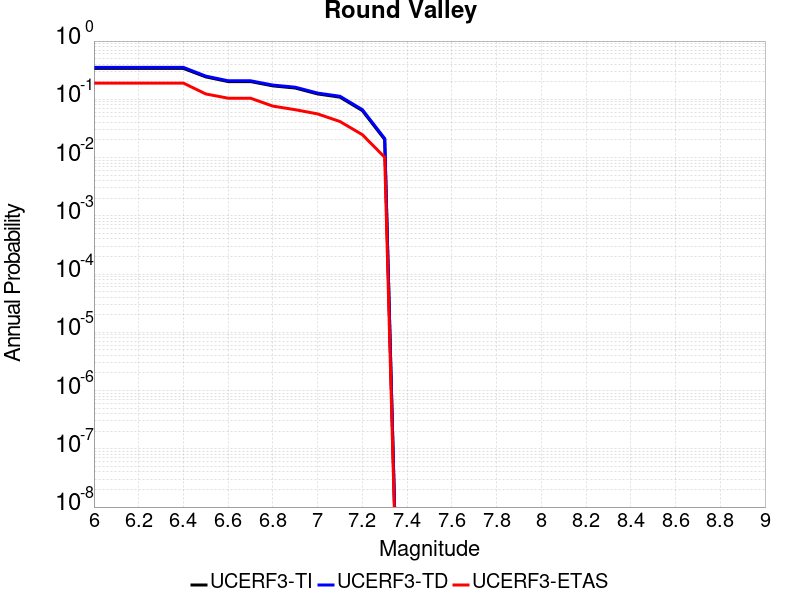 Round Valley
Annual Probability
10^0
10^-1
10^-2
10^-3
10^-4
10^-5
10^-6
10^-7
10^-8
6 6.2 6.4 6.6 6.8 7 7.2 7.4 7.6 7.8 8 8.2 8.4 8.6 8.8 9
Magnitude
UCERF3-TI UCERF3-TD UCERF3-ETAS